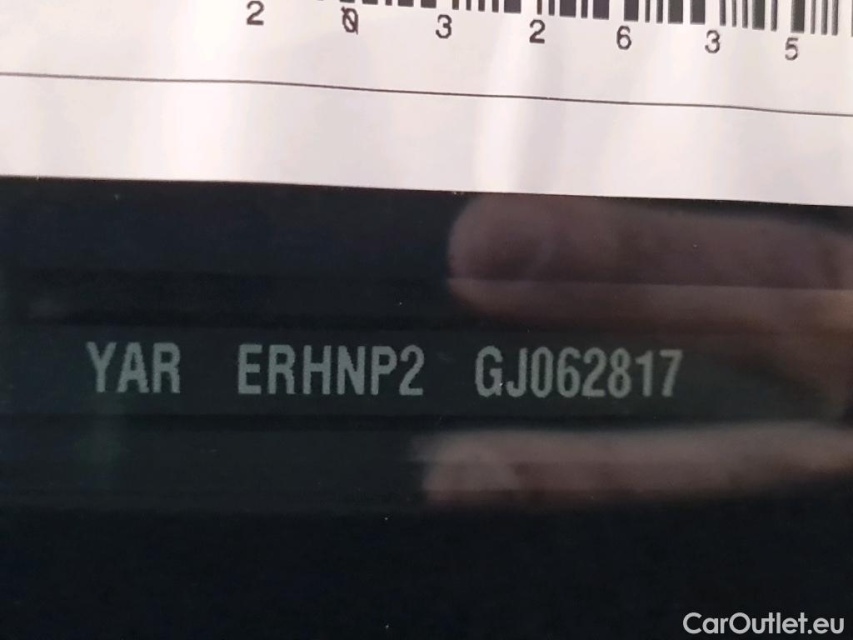 2 0 3 2 6 3 5
YAR ERHNP2 GJ062817
CarOutlet.eu